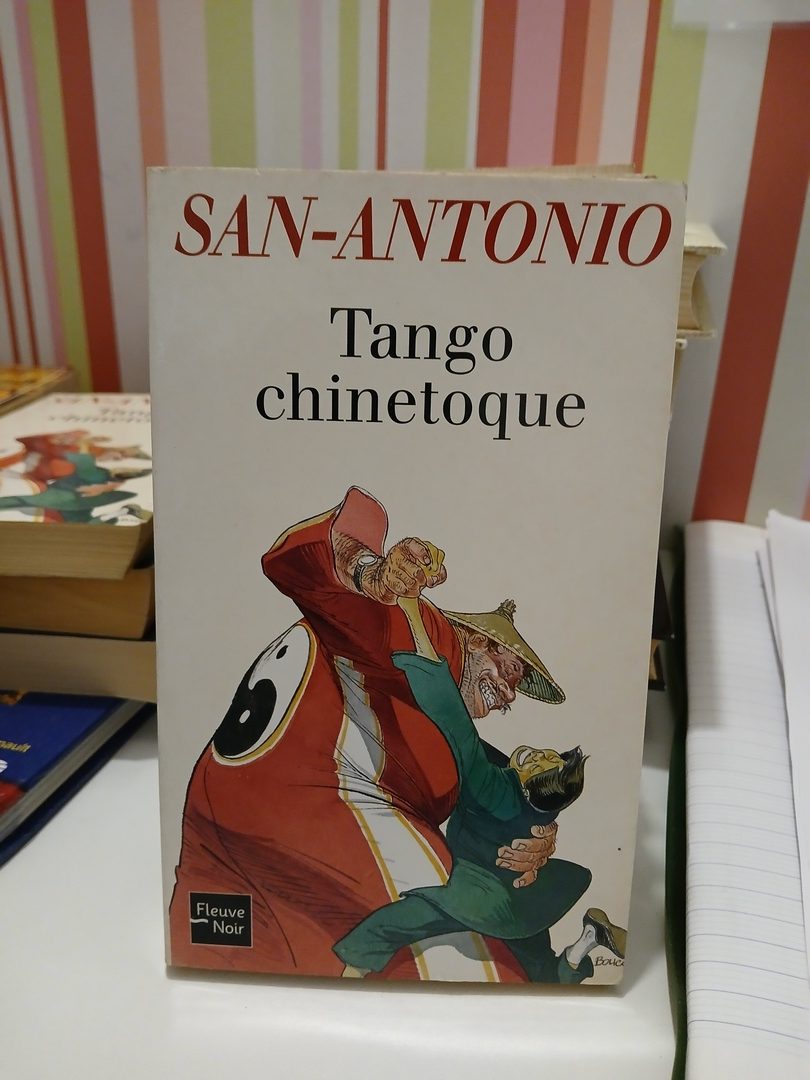 SAN-ANTONIO
Tango
chinetoque
Fleuve
Noir